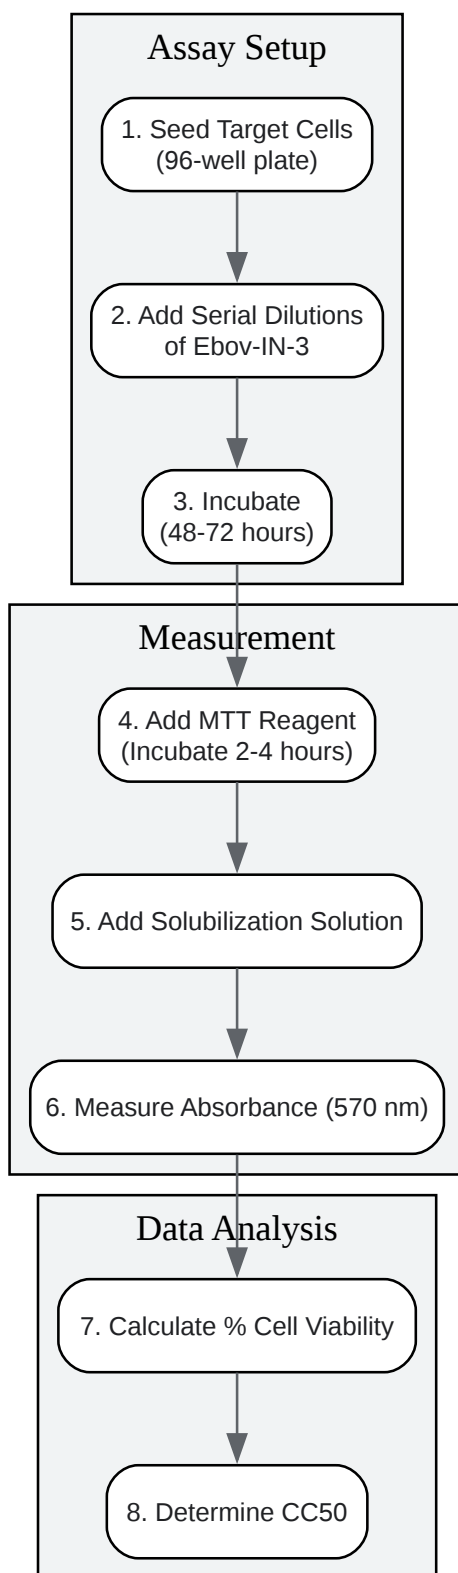 Assay Setup
1. Seed Target Cells
(96-well plate)
2. Add Serial Dilutions
of Ebov-IN-3
3. Incubate
(48-72 hours)
Measurement
4. Add MTT Reagent
(Incubate 2-4 hours)
5. Add Solubilization Solution
6. Measure Absorbance (570 nm)
Data Analysis
7. Calculate % Cell Viability
8. Determine CC50